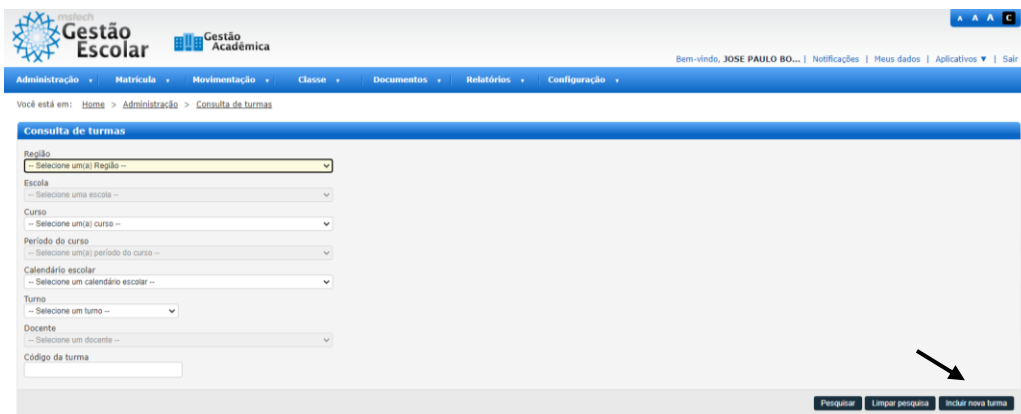 mstech
Gestão
Escolar
Gestão
Acadêmica
A A A C
Bem-vindo, JOSE PAULO BO... | Notificações | Meus dados | Aplicativos ▼ | Sair
Administração Matrícula Movimentação Classe Documentos Relatórios Configuração
Você está em: Home > Administração > Consulta de turmas
Consulta de turmas
Região
-- Selecione um(a) Região --
Escola
-- Selecione uma escola --
Curso
-- Selecione um(a) curso --
Período do curso
-- Selecione um(a) período do curso --
Calendário escolar
-- Selecione um calendário escolar --
Turno
-- Selecione um turno --
Docente
-- Selecione um docente --
Código da turma
Pesquisar Limpar pesquisa Incluir nova turma